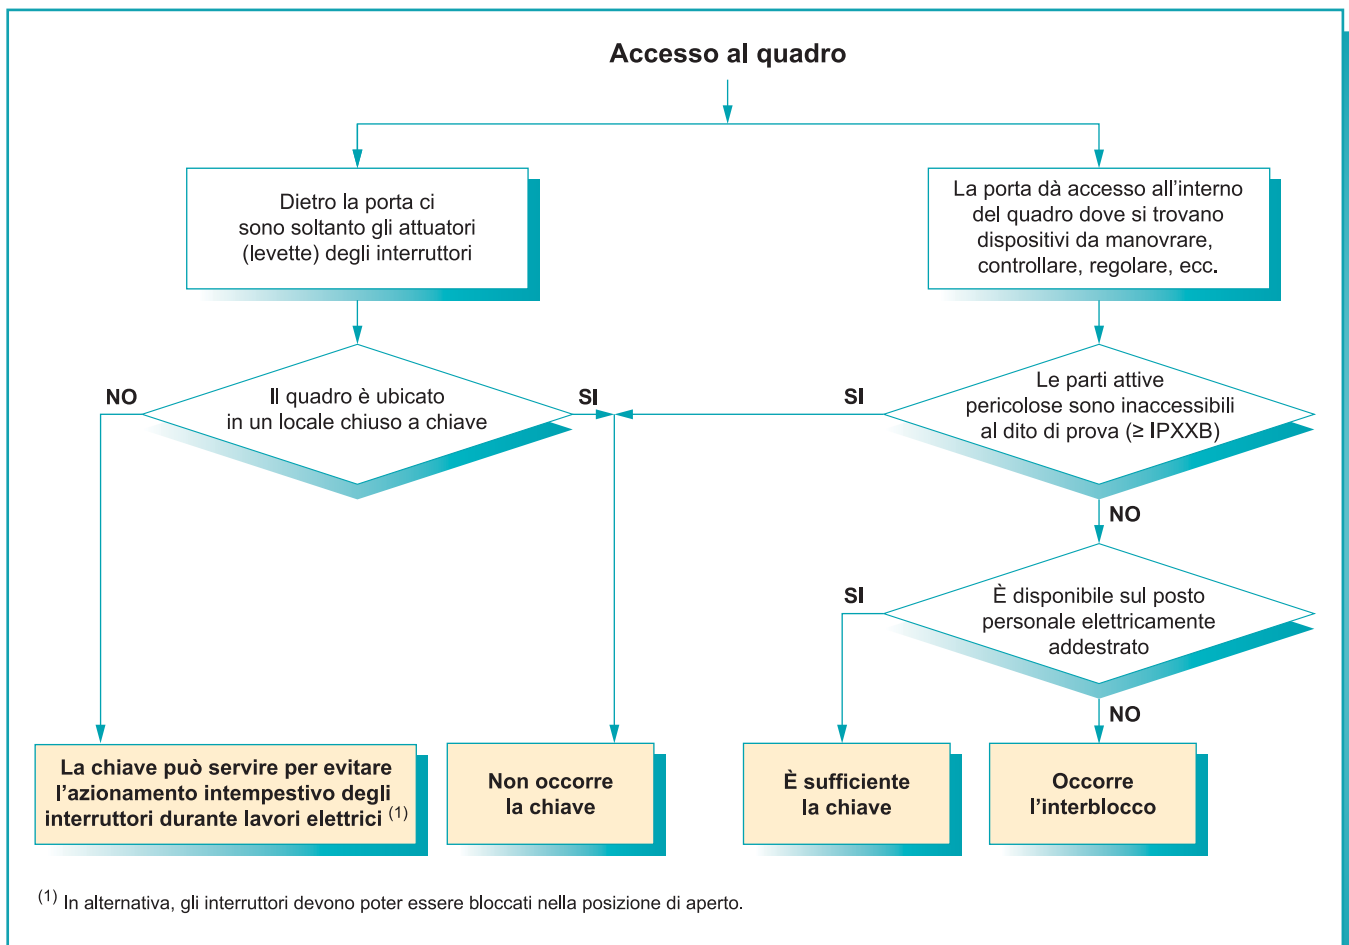 Accesso al quadro
Dietro la porta ci
sono soltanto gli attuatori
(levette) degli interruttori
La porta dà accesso all'interno
del quadro dove si trovano
dispositivi da manovrare,
controllare, regolare, ecc.
NO
Il quadro è ubicato
in un locale chiuso a chiave
SI
SI
Le parti attive
pericolose sono inaccessibili
al dito di prova (≥ IPXXB)
NO
SI
È disponibile sul posto
personale elettricamente
addestrato
NO
La chiave può servire per evitare
l'azionamento intempestivo degli
interruttori durante lavori elettrici (1)
Non occorre
la chiave
È sufficiente
la chiave
Occorre
l'interblocco
(1) In alternativa, gli interruttori devono poter essere bloccati nella posizione di aperto.